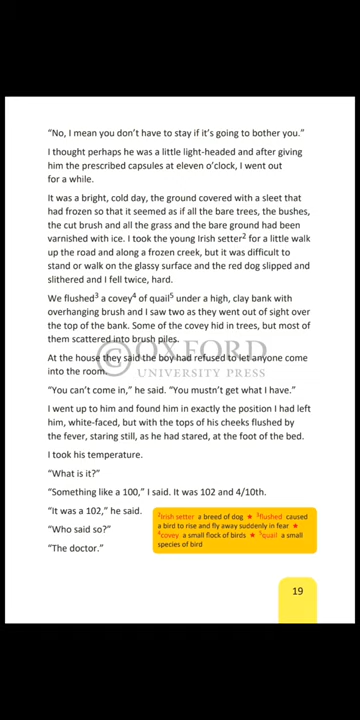 “No, I mean you don’t have to stay if it’s going to bother you.”
I thought perhaps he was a little light-headed and after giving
him the prescribed capsules at eleven o’clock, I went out
for a while.
It was a bright, cold day, the ground covered with a sleet that
had frozen so that it seemed as if all the bare trees, the bushes,
the cut brush and all the grass and the bare ground had been
varnished with ice. I took the young Irish setter² for a little walk
up the road and along a frozen creek, but it was difficult to
stand or walk on the glassy surface and the red dog slipped and
slithered and I fell twice, hard.
We flushed³ a covey⁴ of quail⁵ under a high, clay bank with
overhanging brush and I saw two as they went out of sight over
the top of the bank. Some of the covey hid in trees, but most of
them scattered into brush piles.
© OXFORD
UNIVERSITY PRESS
At the house they said the boy had refused to let anyone come
into the room.
“You can’t come in,” he said. “You mustn’t get what I have.”
I went up to him and found him in exactly the position I had left
him, white-faced, but with the tops of his cheeks flushed by
the fever, staring still, as he had stared, at the foot of the bed.
I took his temperature.
“What is it?”
“Something like a 100,” I said. It was 102 and 4/10th.
“It was a 102,” he said.
“Who said so?”
“The doctor.”
²Irish setter a breed of dog ★ ³flushed caused
a bird to rise and fly away suddenly in fear ★
⁴covey a small flock of birds ★ ⁵quail a small
species of bird
19